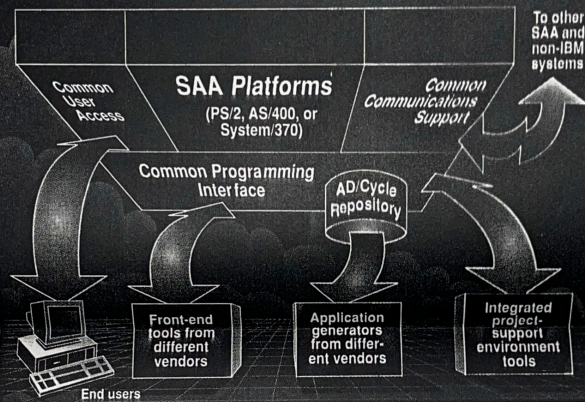 To other
SAA and
non-IBM
systems
Common
User
Access
SAA Platforms
(PS/2, AS/400, or
System/370)
Common
Communications
Support
Common Programming
Interface
AD/Cycle
Repository
Front-end
tools from
different
vendors
Application
generators
from differ-
ent vendors
Integrated
project-
support
environment
tools
End users